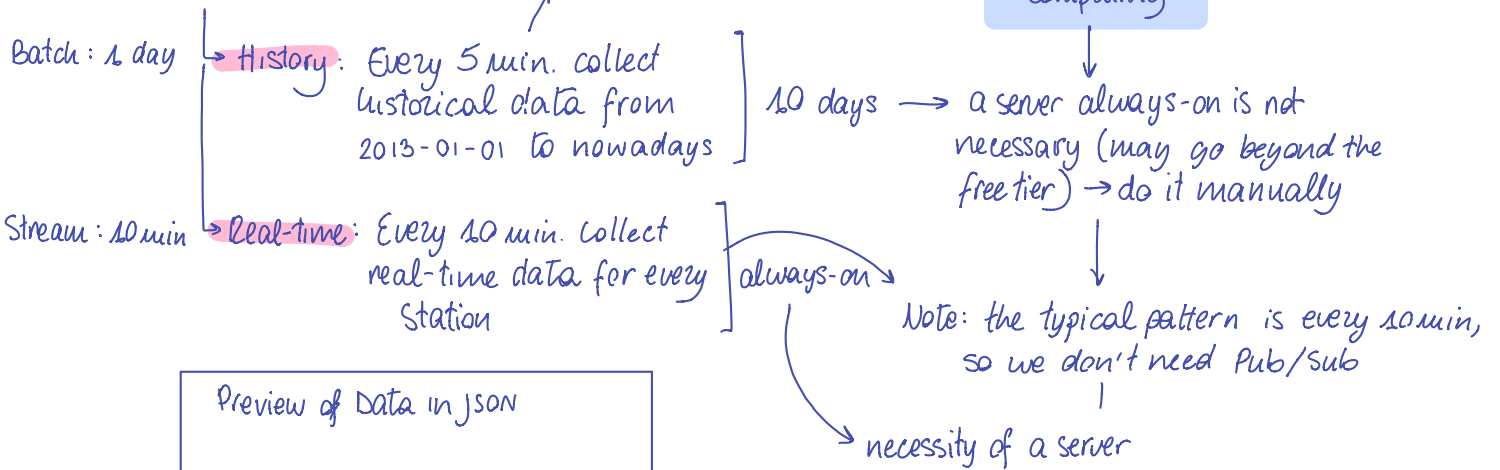 computing
Batch: 1 day
History: Every 5 min. collect
historical data from
2013-01-01 to nowadays
10 days
a server always-on is not
necessary (may go beyond the
free tier) → do it manually
Stream: 10 min
Real-time: Every 10 min. collect
real-time data for every
Station
always-on
Note: the typical pattern is every 10 min,
so we don't need Pub/Sub
Preview of Data in JSON
necessity of a server